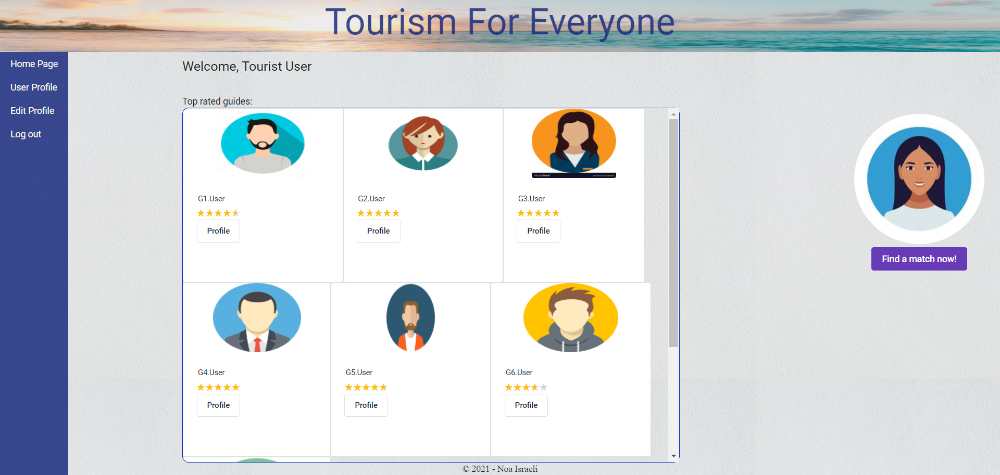 Tourism For Everyone
Home Page
User Profile
Edit Profile
Log out
Welcome, Tourist User
Top rated guides:
G1.User
Profile
G2.User
Profile
G3.User
Profile
G4.User
Profile
G5.User
Profile
G6.User
Profile
Find a match now!
© 2021 - Noa Israeli